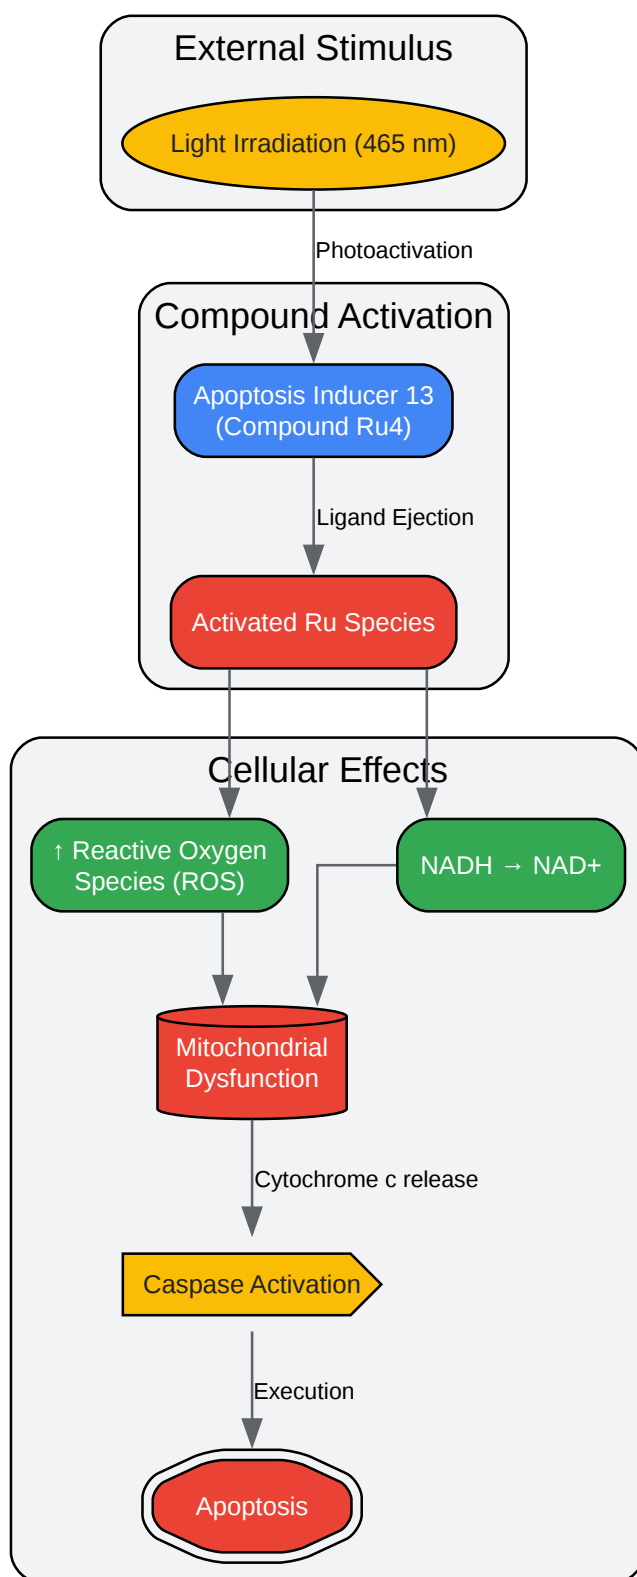 External Stimulus
Light Irradiation (465 nm)
Photoactivation
Compound Activation
Apoptosis Inducer 13
(Compound Ru4)
Ligand Ejection
Activated Ru Species
Cellular Effects
↑ Reactive Oxygen
Species (ROS)
NADH → NAD+
Mitochondrial
Dysfunction
Cytochrome c release
Caspase Activation
Execution
Apoptosis